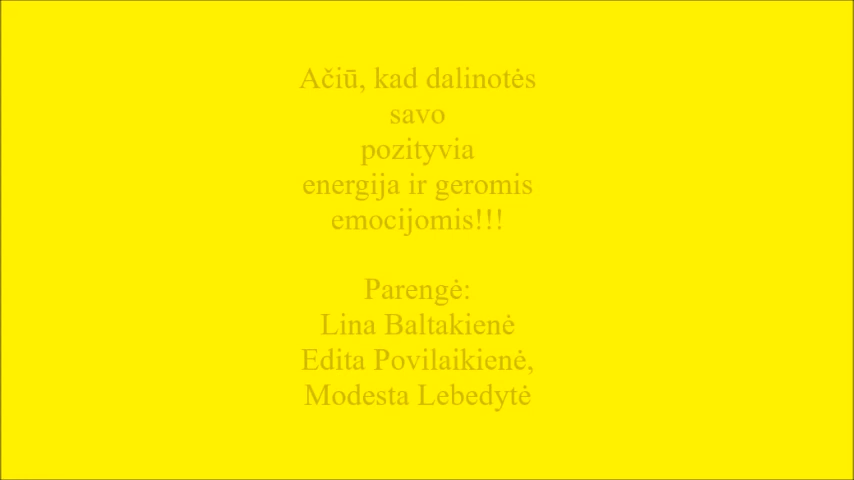 Ačiū, kad dalinotės
savo
pozityvia
energija ir geromis
emocijomis!!!
Parengė:
Lina Baltakienė
Edita Povilaikienė,
Modesta Lebedytė